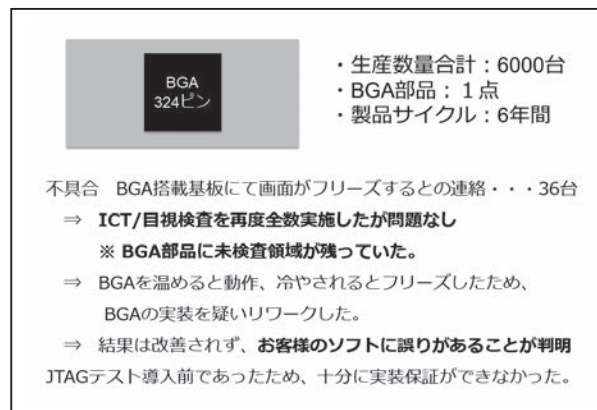 BGA
324ピン
・生産数量合計：6000台
・BGA部品：１点
・製品サイクル：6年間
不具合　BGA搭載基板にて画面がフリーズするとの連絡・・・36台
⇒ ICT/目視検査を再度全数実施したが問題なし
※ BGA部品に未検査領域が残っていた。
⇒ BGAを温めると動作、冷やされるとフリーズしたため、
BGAの実装を疑いリワークした。
⇒ 結果は改善されず、お客様のソフトに誤りがあることが判明
JTAGテスト導入前であったため、十分に実装保証ができなかった。